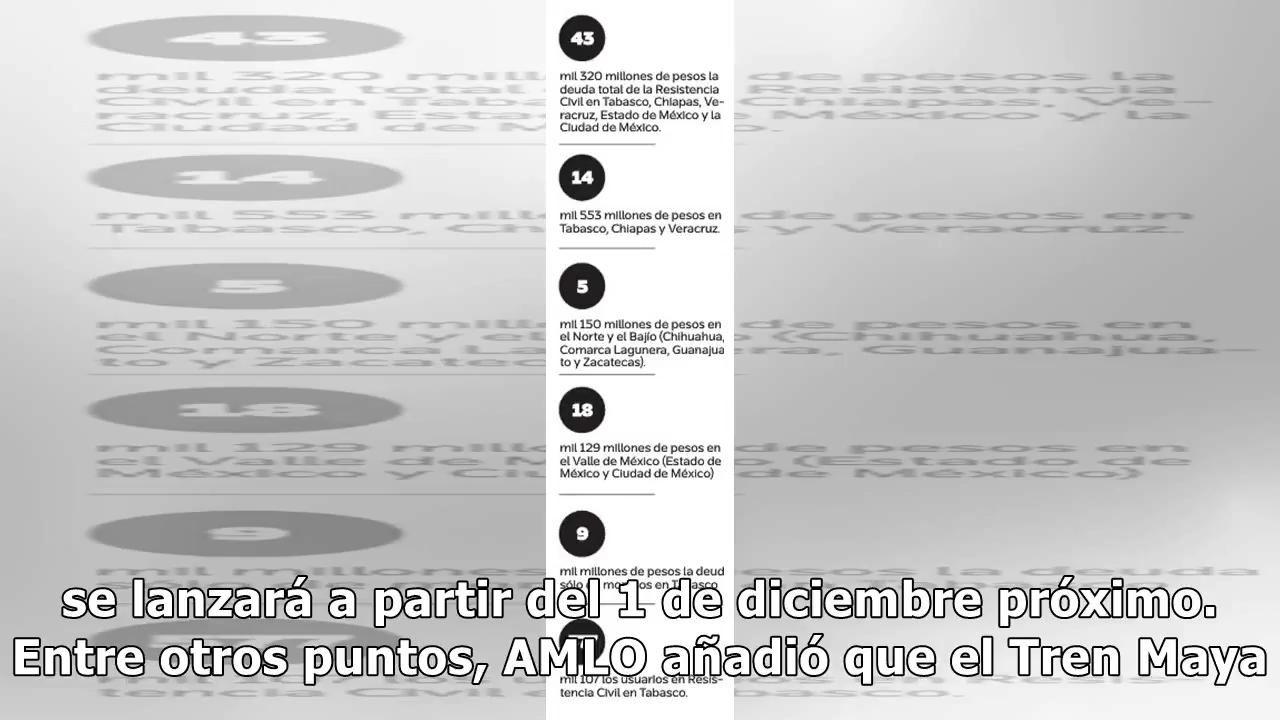 43
mil 320 millones de pesos la
deuda total de la Resistencia
Civil en Tabasco, Chiapas, Ve-
racruz, Estado de México y la
Ciudad de México.
14
mil 553 millones de pesos en
Tabasco, Chiapas y Veracruz.
5
mil 150 millones de pesos en
el Norte y el Bajío (Chihuahua,
Comarca Lagunera, Guanajua
to y Zacatecas).
18
mil 129 millones de pesos en
el Valle de México (Estado de
México y Ciudad de México)
9
mil millones de pesos la deud
sólo en Tabasco
se lanzará a partir del 1 de diciembre próximo.
Entre otros puntos, AMLO añadió que el Tren Maya
mil 107 los usuarios en Resis-
tencia Civil en Tabasco.